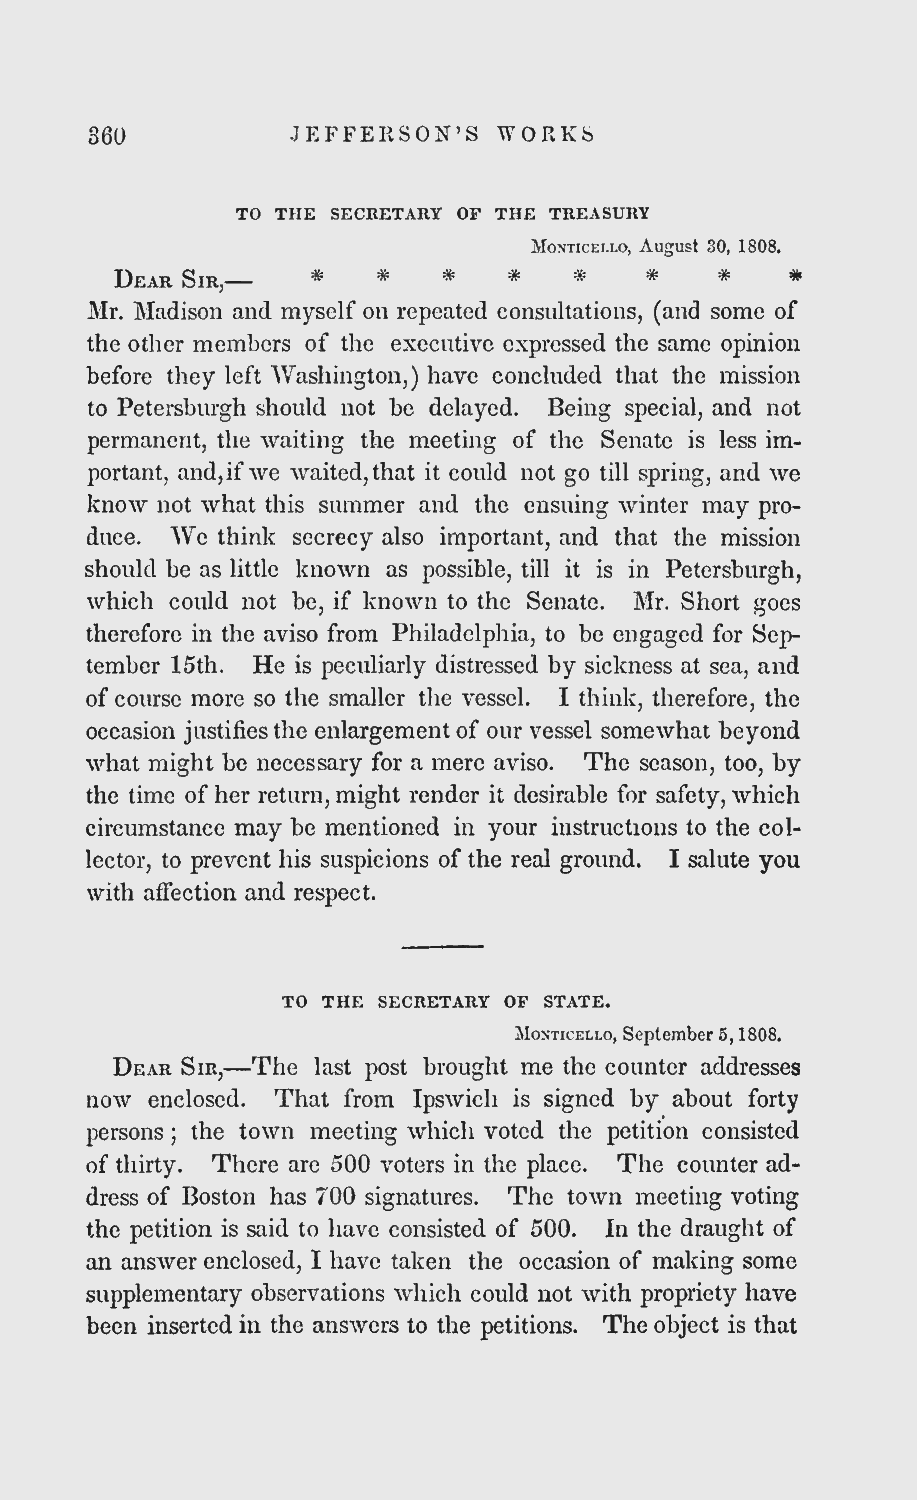 360 JEFFERSON'S WORKS
TO THE SECRETARY OF THE TREASURY
MONTICELLO, August 30, 1808.
DEAR SIR,— * * * * * * * *
Mr. Madison and myself on repeated consultations, (and some of
the other members of the executive expressed the same opinion
before they left Washington,) have concluded that the mission
to Petersburgh should not be delayed. Being special, and not
permanent, the waiting the meeting of the Senate is less im-
portant, and, if we waited, that it could not go till spring, and we
know not what this summer and the ensuing winter may pro-
duce. We think secrecy also important, and that the mission
should be as little known as possible, till it is in Petersburgh,
which could not be, if known to the Senate. Mr. Short goes
therefore in the aviso from Philadelphia, to be engaged for Sep-
tember 15th. He is peculiarly distressed by sickness at sea, and
of course more so the smaller the vessel. I think, therefore, the
occasion justifies the enlargement of our vessel somewhat beyond
what might be necessary for a mere aviso. The season, too, by
the time of her return, might render it desirable for safety, which
circumstance may be mentioned in your instructions to the col-
lector, to prevent his suspicions of the real ground. I salute you
with affection and respect.
TO THE SECRETARY OF STATE.
MONTICELLO, September 5, 1808.
DEAR SIR,—The last post brought me the counter addresses
now enclosed. That from Ipswich is signed by about forty
persons; the town meeting which voted the petition consisted
of thirty. There are 500 voters in the place. The counter ad-
dress of Boston has 700 signatures. The town meeting voting
the petition is said to have consisted of 500. In the draught of
an answer enclosed, I have taken the occasion of making some
supplementary observations which could not with propriety have
been inserted in the answers to the petitions. The object is that